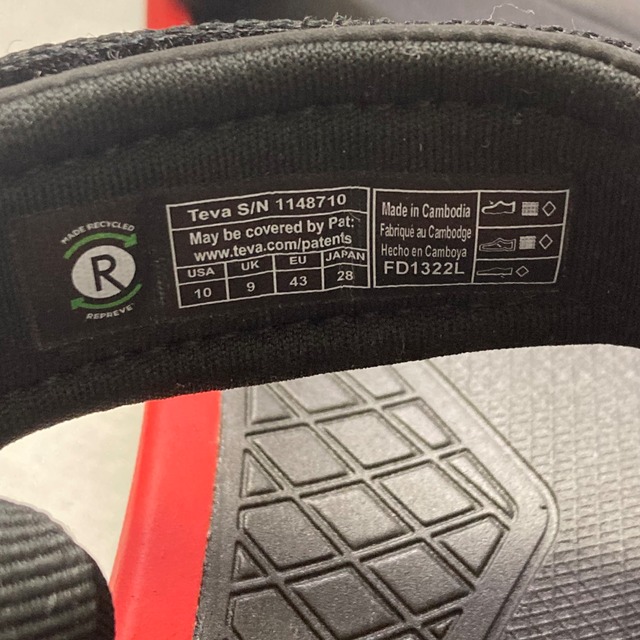 MADE RECYCLED
R
REPREVE
Teva S/N 1148710
May be covered by Pat:
www.teva.com/patents
USA UK EU JAPAN
10 9 43 28
Made in Cambodia
Fabriqué au Cambodge
Hecho en Camboya
FD1322L